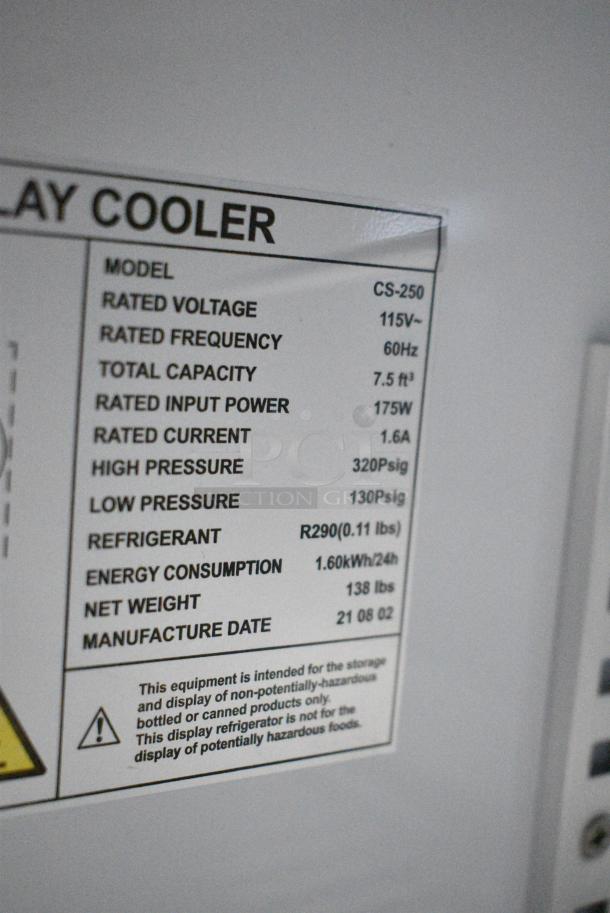 LAY COOLER
MODEL CS-250
RATED VOLTAGE 115V~
RATED FREQUENCY 60Hz
TOTAL CAPACITY 7.5 ft³
RATED INPUT POWER 175W
RATED CURRENT 1.6A
HIGH PRESSURE 320Psig
LOW PRESSURE 130Psig
REFRIGERANT R290(0.11 lbs)
ENERGY CONSUMPTION 1.60kWh/24h
NET WEIGHT 138 lbs
MANUFACTURE DATE 21 08 02
This equipment is intended for the storage
and display of non-potentially-hazardous
bottled or canned products only.
This display refrigerator is not for the
display of potentially hazardous foods.
PCI
AUCTION GROUP